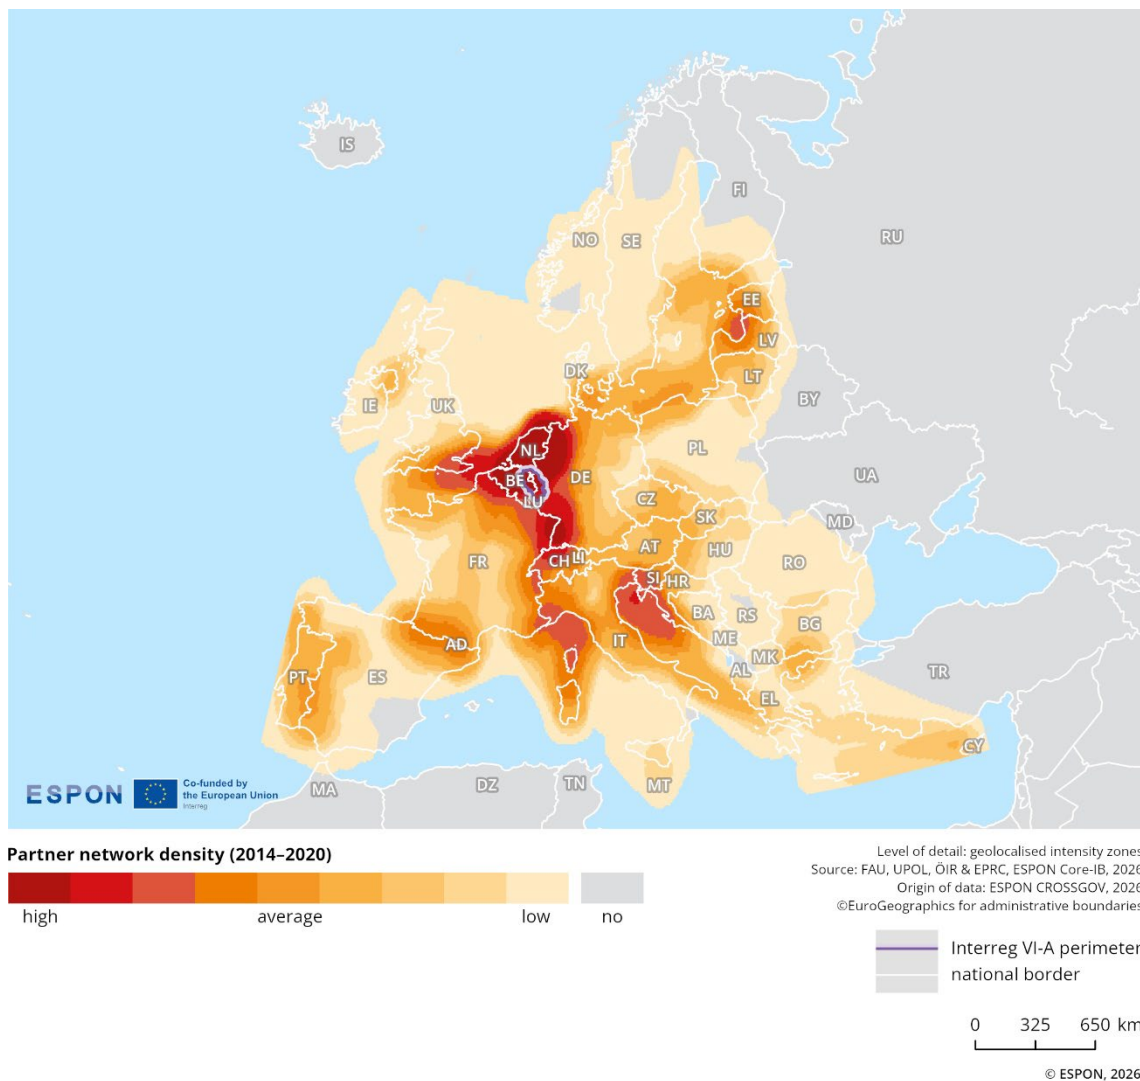 IS
FI
NO
SE
RU
EE
LV
DK
LT
IE
UK
BY
NL
PL
BE
DE
UA
LU
CZ
SK
MD
AT
HU
FR
CH
LI
RO
SI
HR
BA
RS
BG
IT
ME
AD
MK
AL
PT
ES
TR
EL
CY
MA
DZ
TN
MT
ESPON
Co-funded by
the European Union
Interreg
Partner network density (2014–2020)
high
average
low
no
Level of detail: geolocalised intensity zones
Source: FAU, UPOL, ÖIR & EPRC, ESPON Core-IB, 2026
Origin of data: ESPON CROSSGOV, 2026
©EuroGeographics for administrative boundaries
Interreg VI-A perimeter
national border
0 325 650 km
© ESPON, 2026